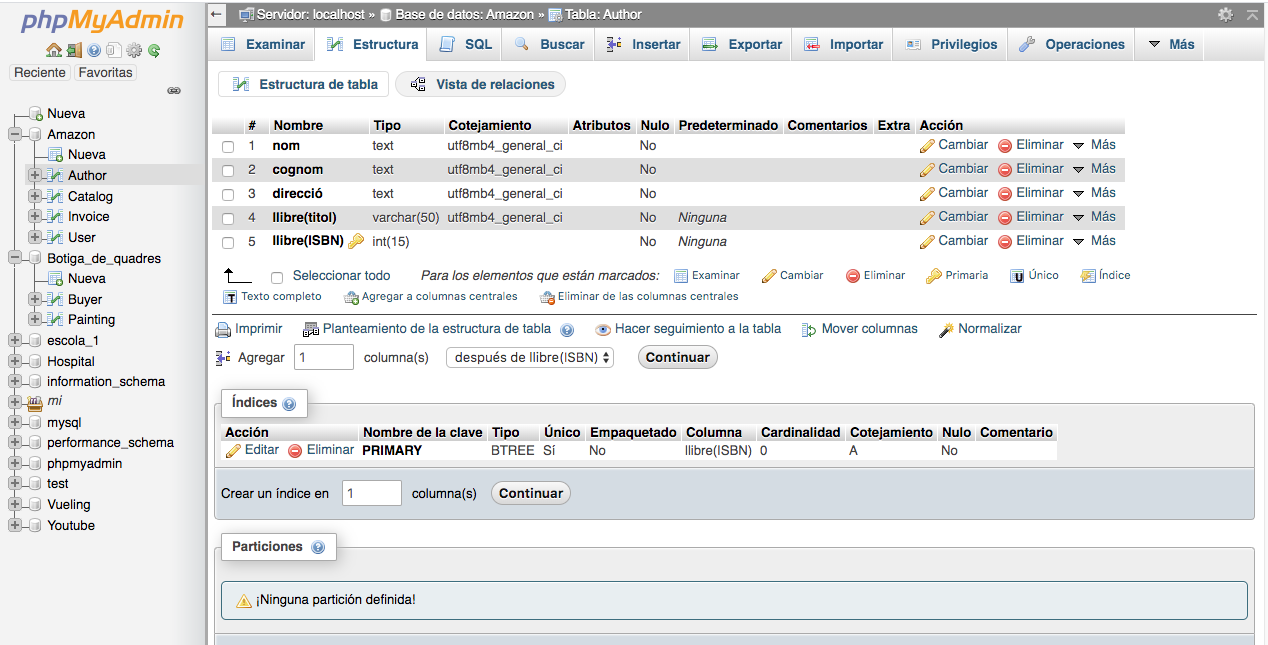 phpMyAdmin
Reciente Favoritas
Nueva
Amazon
Nueva
Author
Catalog
Invoice
User
Botiga_de_quadres
Nueva
Buyer
Painting
escola_1
Hospital
information_schema
mi
mysql
performance_schema
phpmyadmin
test
Vueling
Youtube
Servidor: localhost » Base de datos: Amazon » Tabla: Author
Examinar Estructura SQL Buscar Insertar Exportar Importar Privilegios Operaciones Más
Estructura de tabla Vista de relaciones
# Nombre Tipo Cotejamiento Atributos Nulo Predeterminado Comentarios Extra Acción
1 nom text utf8mb4_general_ci No Cambiar Eliminar Más
2 cognom text utf8mb4_general_ci No Cambiar Eliminar Más
3 direcció text utf8mb4_general_ci No Cambiar Eliminar Más
4 llibre(titol) varchar(50) utf8mb4_general_ci No Ninguna Cambiar Eliminar Más
5 llibre(ISBN) int(15) No Ninguna Cambiar Eliminar Más
Seleccionar todo Para los elementos que están marcados: Examinar Cambiar Eliminar Primaria Único Índice
Texto completo Agregar a columnas centrales Eliminar de las columnas centrales
Imprimir Planteamiento de la estructura de tabla Hacer seguimiento a la tabla Mover columnas Normalizar
Agregar 1 columna(s) después de llibre(ISBN) Continuar
Índices
Acción Nombre de la clave Tipo Único Empaquetado Columna Cardinalidad Cotejamiento Nulo Comentario
Editar Eliminar PRIMARY BTREE Sí No llibre(ISBN) 0 A No
Crear un índice en 1 columna(s) Continuar
Particiones
¡Ninguna partición definida!